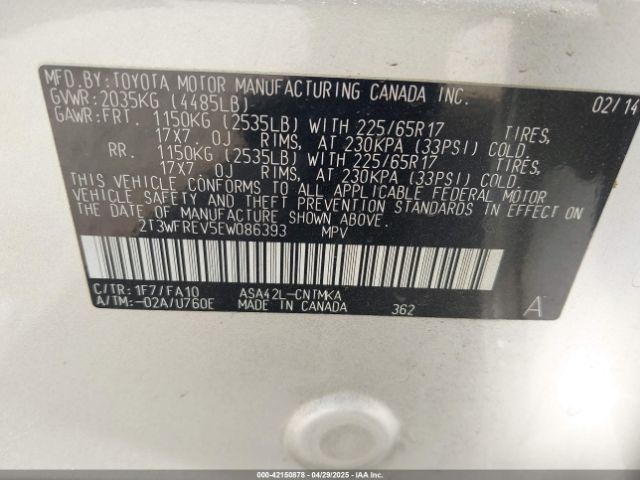 MFD.BY:TOYOTA MOTOR MANUFACTURING CANADA INC. 02/14
GVWR:2035KG (4485LB)
GAWR:FRT. 1150KG (2535LB) WITH 225/65R17 TIRES,
17X7 0J RIMS, AT 230KPA (33PSI) COLD.
RR. 1150KG (2535LB) WITH 225/65R17 TIRES,
17X7 0J RIMS, AT 230KPA (33PSI) COLD.
THIS VEHICLE CONFORMS TO ALL APPLICABLE FEDERAL MOTOR
VEHICLE SAFETY AND THEFT PREVENTION STANDARDS IN EFFECT ON
THE DATE OF MANUFACTURE SHOWN ABOVE.
2T3WFREV5EW086393 MPV
C/TR:1F7/FA10 ASA42L-CNTMKA
A/TM:-02A/U760E MADE IN CANADA 362 A
000-42150878 - 04/29/2025 - IAAI.COM